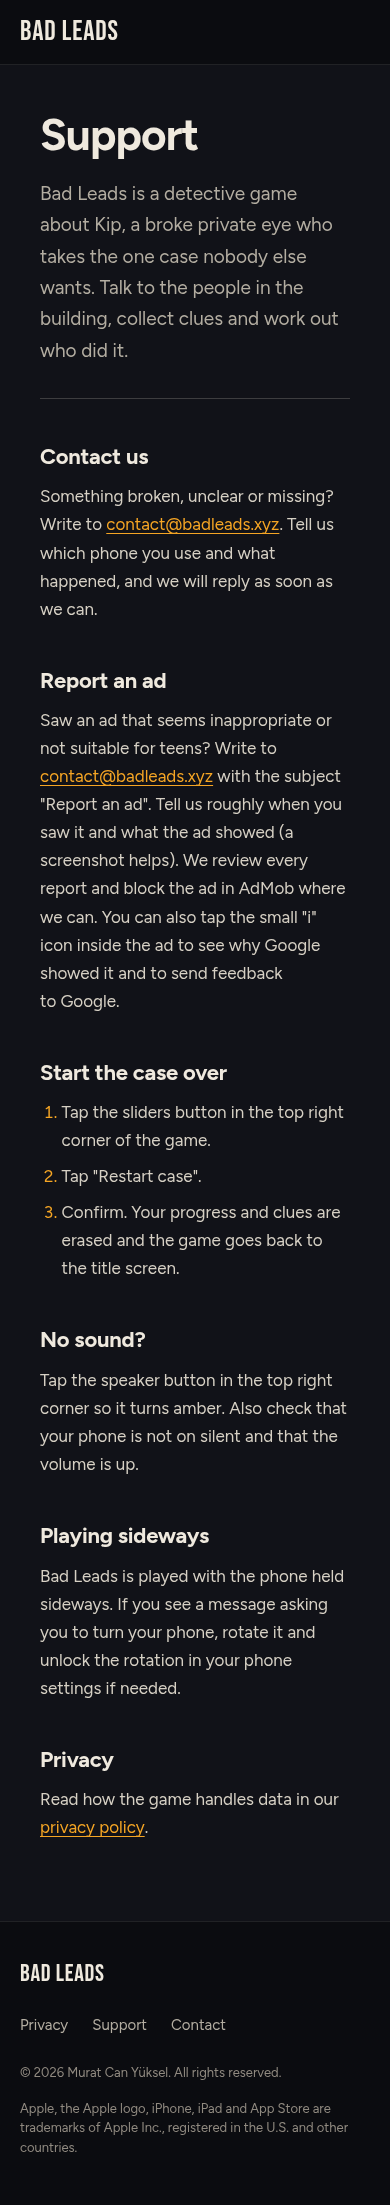 BAD LEADS
Support
Bad Leads is a detective game
about Kip, a broke private eye who
takes the one case nobody else
wants. Talk to the people in the
building, collect clues and work out
who did it.
Contact us
Something broken, unclear or missing?
Write to contact@badleads.xyz. Tell us
which phone you use and what
happened, and we will reply as soon as
we can.
Report an ad
Saw an ad that seems inappropriate or
not suitable for teens? Write to
contact@badleads.xyz with the subject
"Report an ad". Tell us roughly when you
saw it and what the ad showed (a
screenshot helps). We review every
report and block the ad in AdMob where
we can. You can also tap the small "i"
icon inside the ad to see why Google
showed it and to send feedback
to Google.
Start the case over
1. Tap the sliders button in the top right
corner of the game.
2. Tap "Restart case".
3. Confirm. Your progress and clues are
erased and the game goes back to
the title screen.
No sound?
Tap the speaker button in the top right
corner so it turns amber. Also check that
your phone is not on silent and that the
volume is up.
Playing sideways
Bad Leads is played with the phone held
sideways. If you see a message asking
you to turn your phone, rotate it and
unlock the rotation in your phone
settings if needed.
Privacy
Read how the game handles data in our
privacy policy.
BAD LEADS
Privacy Support Contact
© 2026 Murat Can Yüksel. All rights reserved.
Apple, the Apple logo, iPhone, iPad and App Store are
trademarks of Apple Inc., registered in the U.S. and other
countries.